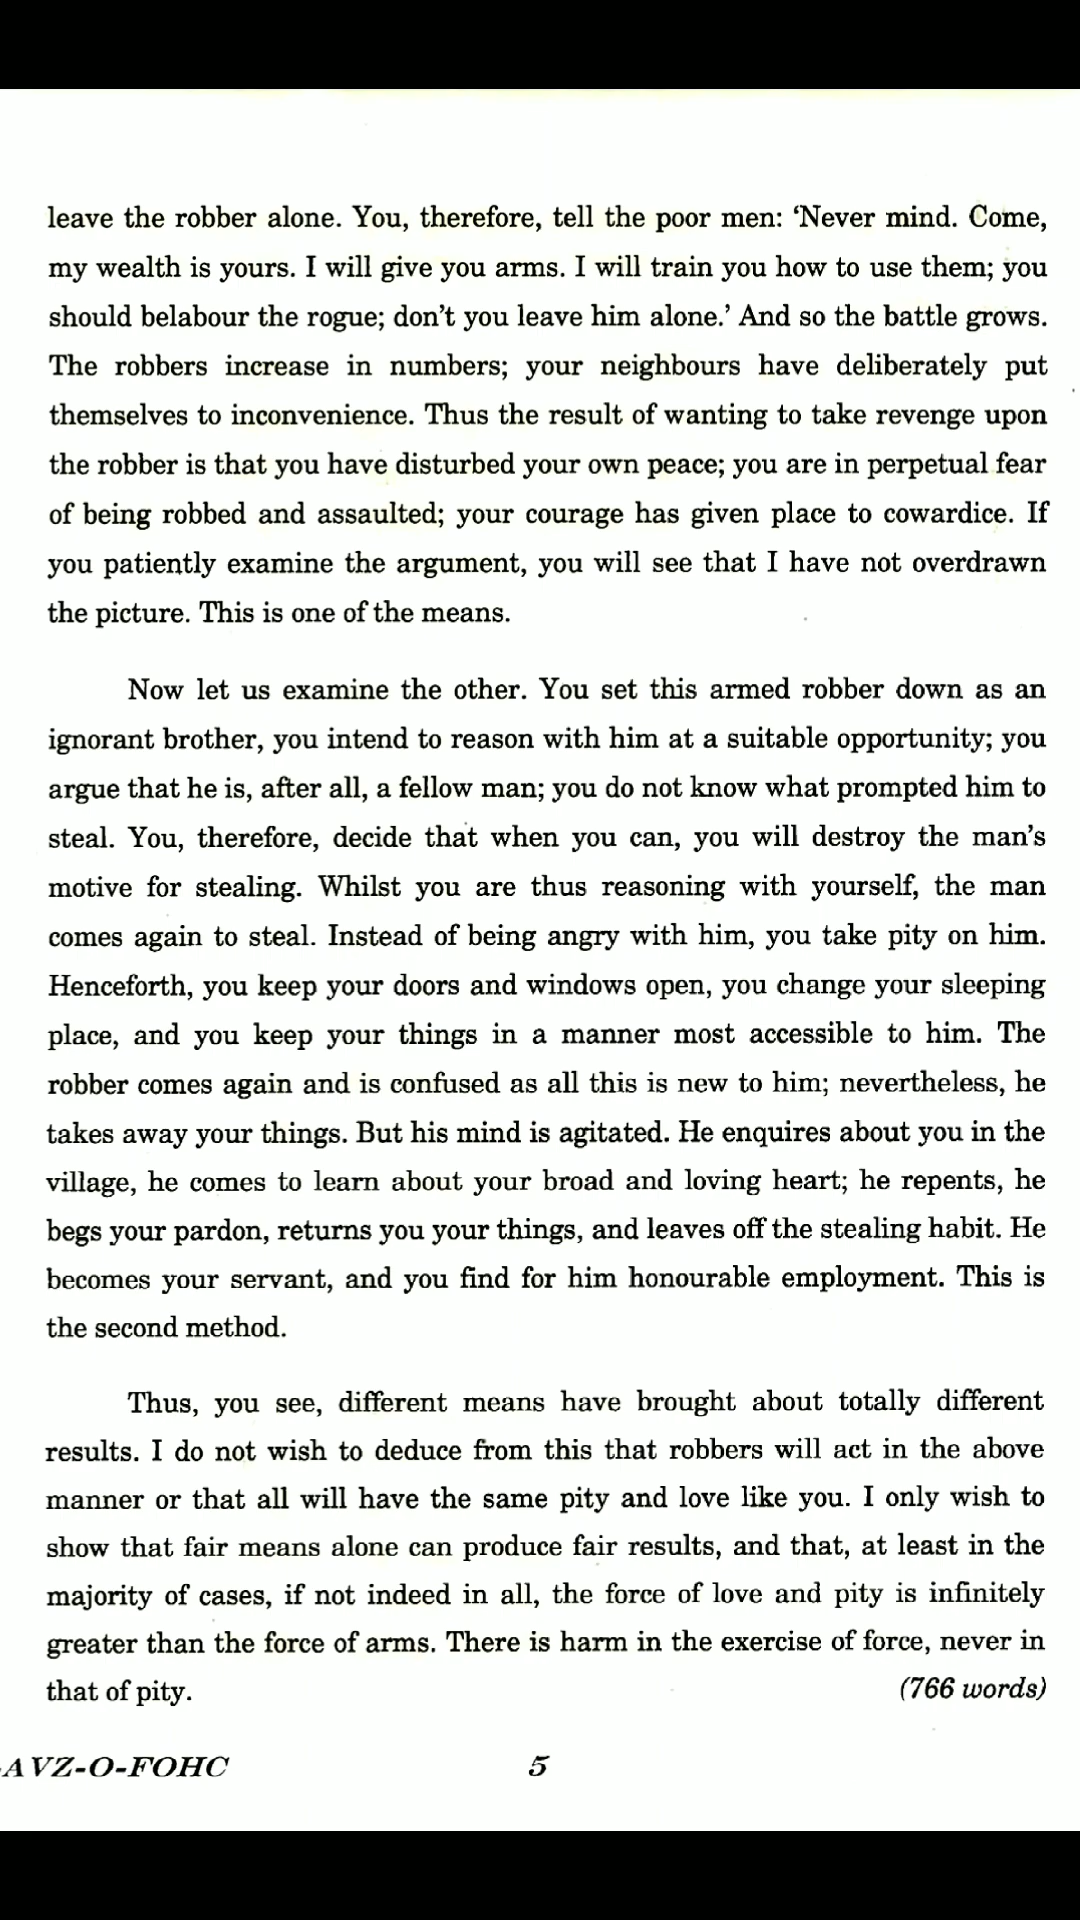 leave the robber alone. You, therefore, tell the poor men: ‘Never mind. Come,
my wealth is yours. I will give you arms. I will train you how to use them; you
should belabour the rogue; don’t you leave him alone.’ And so the battle grows.
The robbers increase in numbers; your neighbours have deliberately put
themselves to inconvenience. Thus the result of wanting to take revenge upon
the robber is that you have disturbed your own peace; you are in perpetual fear
of being robbed and assaulted; your courage has given place to cowardice. If
you patiently examine the argument, you will see that I have not overdrawn
the picture. This is one of the means.
Now let us examine the other. You set this armed robber down as an
ignorant brother, you intend to reason with him at a suitable opportunity; you
argue that he is, after all, a fellow man; you do not know what prompted him to
steal. You, therefore, decide that when you can, you will destroy the man’s
motive for stealing. Whilst you are thus reasoning with yourself, the man
comes again to steal. Instead of being angry with him, you take pity on him.
Henceforth, you keep your doors and windows open, you change your sleeping
place, and you keep your things in a manner most accessible to him. The
robber comes again and is confused as all this is new to him; nevertheless, he
takes away your things. But his mind is agitated. He enquires about you in the
village, he comes to learn about your broad and loving heart; he repents, he
begs your pardon, returns you your things, and leaves off the stealing habit. He
becomes your servant, and you find for him honourable employment. This is
the second method.
Thus, you see, different means have brought about totally different
results. I do not wish to deduce from this that robbers will act in the above
manner or that all will have the same pity and love like you. I only wish to
show that fair means alone can produce fair results, and that, at least in the
majority of cases, if not indeed in all, the force of love and pity is infinitely
greater than the force of arms. There is harm in the exercise of force, never in
that of pity. (766 words)
-AVZ-O-FOHC 5